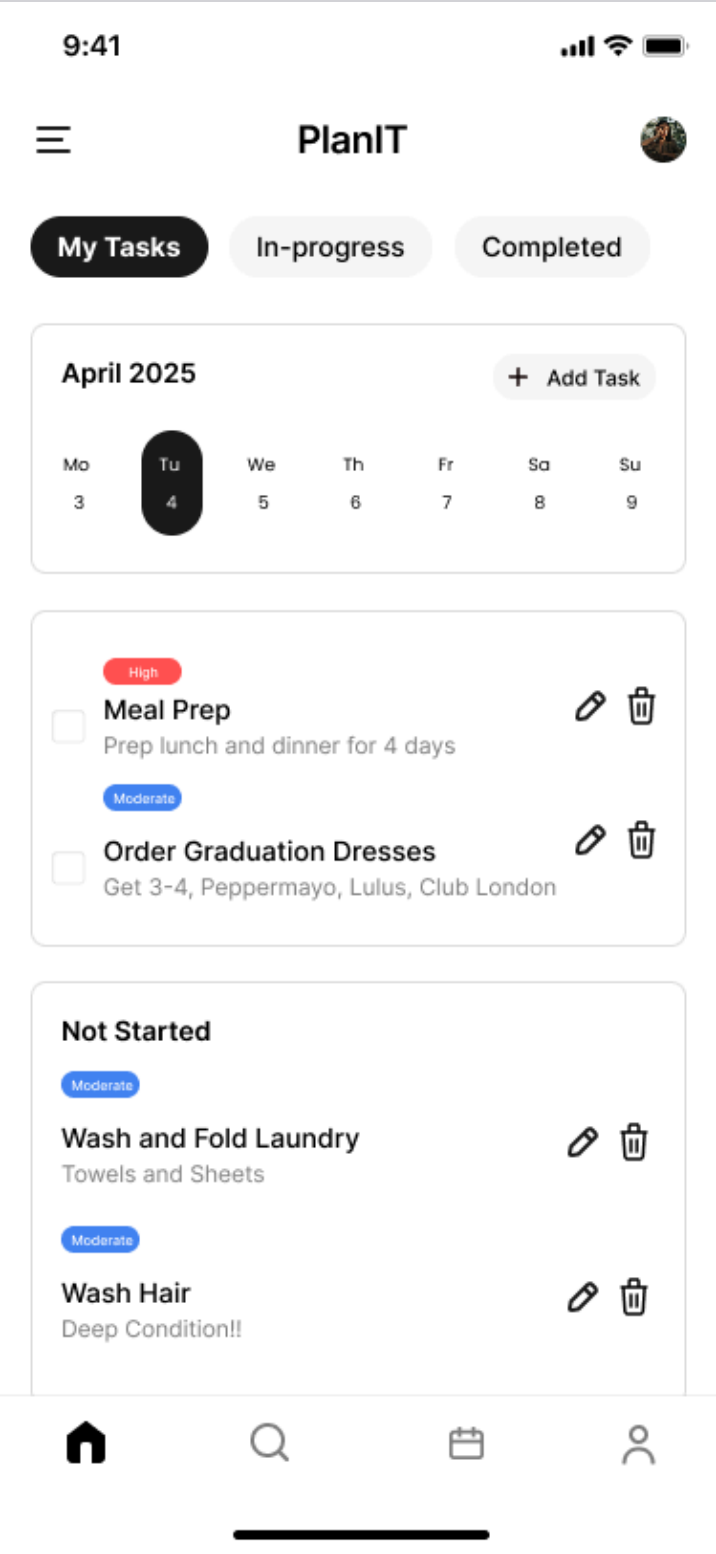 9:41
PlanIT
My Tasks In-progress Completed
April 2025
+ Add Task
Mo Tu We Th Fr Sa Su
3 4 5 6 7 8 9
High
Meal Prep
Prep lunch and dinner for 4 days
Moderate
Order Graduation Dresses
Get 3-4, Peppermayo, Lulus, Club London
Not Started
Moderate
Wash and Fold Laundry
Towels and Sheets
Moderate
Wash Hair
Deep Condition!!